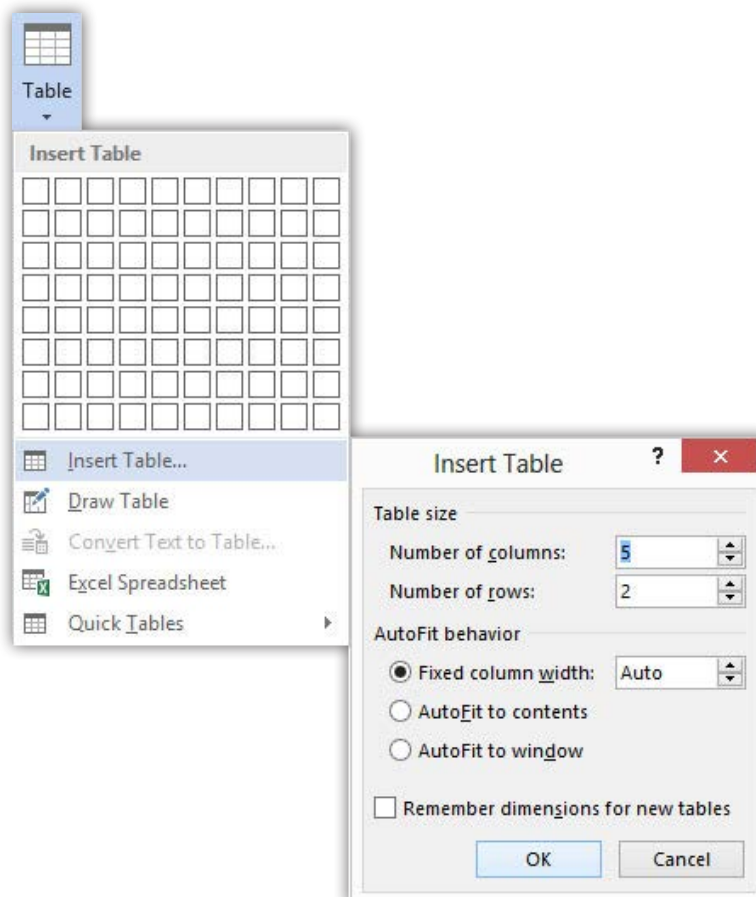 Table
Insert Table
Insert Table...
Draw Table
Convert Text to Table...
Excel Spreadsheet
Quick Tables
Insert Table ?
Table size
Number of columns: 5
Number of rows: 2
AutoFit behavior
Fixed column width: Auto
AutoFit to contents
AutoFit to window
Remember dimensions for new tables
OK Cancel